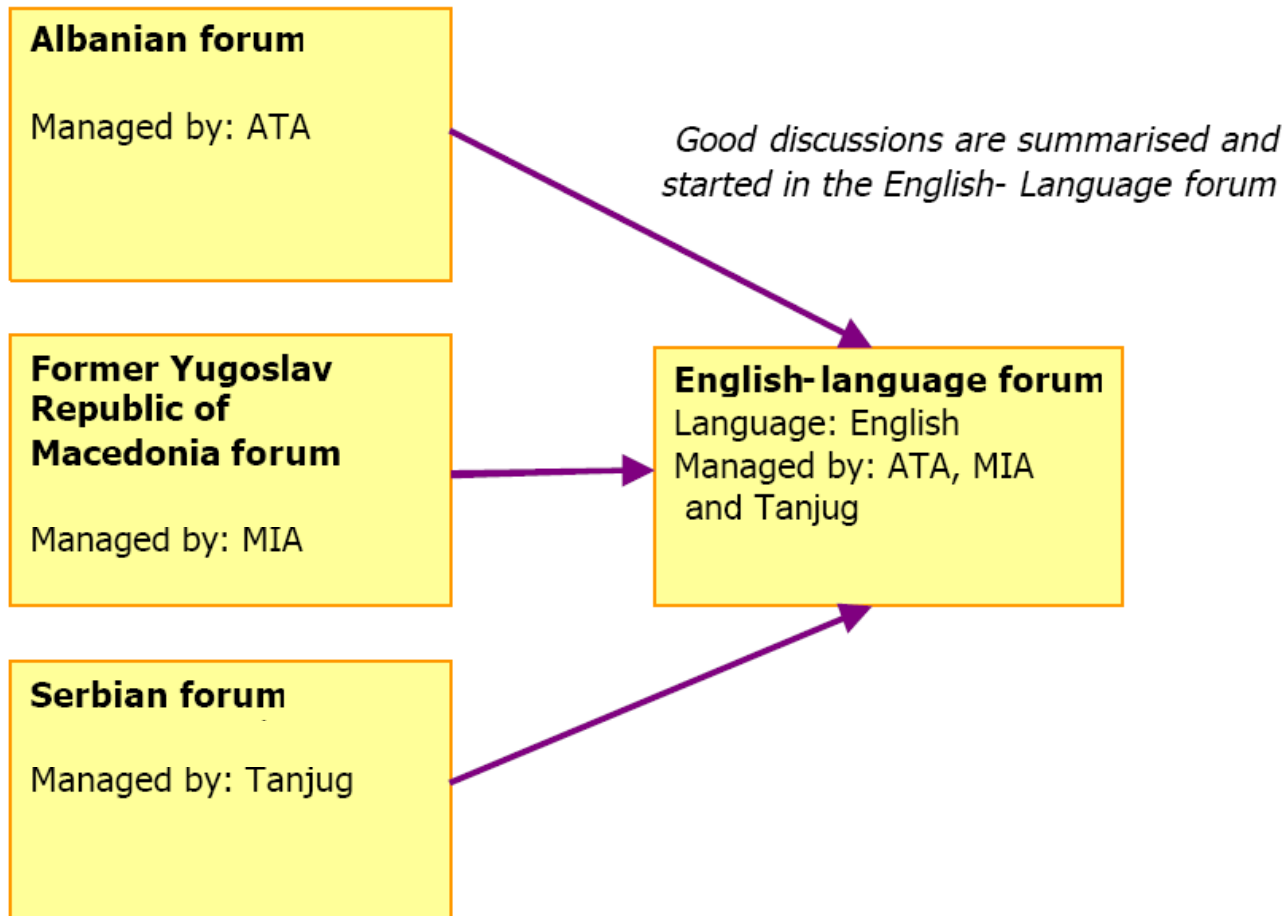 Albanian forum
Managed by: ATA
Good discussions are summarised and
started in the English- Language forum
Former Yugoslav
Republic of
Macedonia forum
Managed by: MIA
English-language forum
Language: English
Managed by: ATA, MIA
and Tanjug
Serbian forum
Managed by: Tanjug